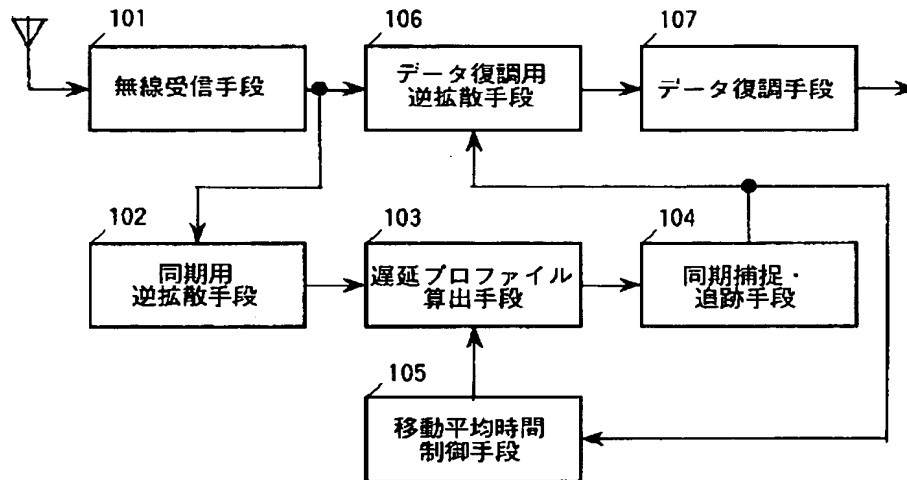 101
無線受信手段
106
データ復調用
逆拡散手段
107
データ復調手段
102
同期用
逆拡散手段
103
遅延プロファイル
算出手段
104
同期捕捉・
追跡手段
105
移動平均時間
制御手段